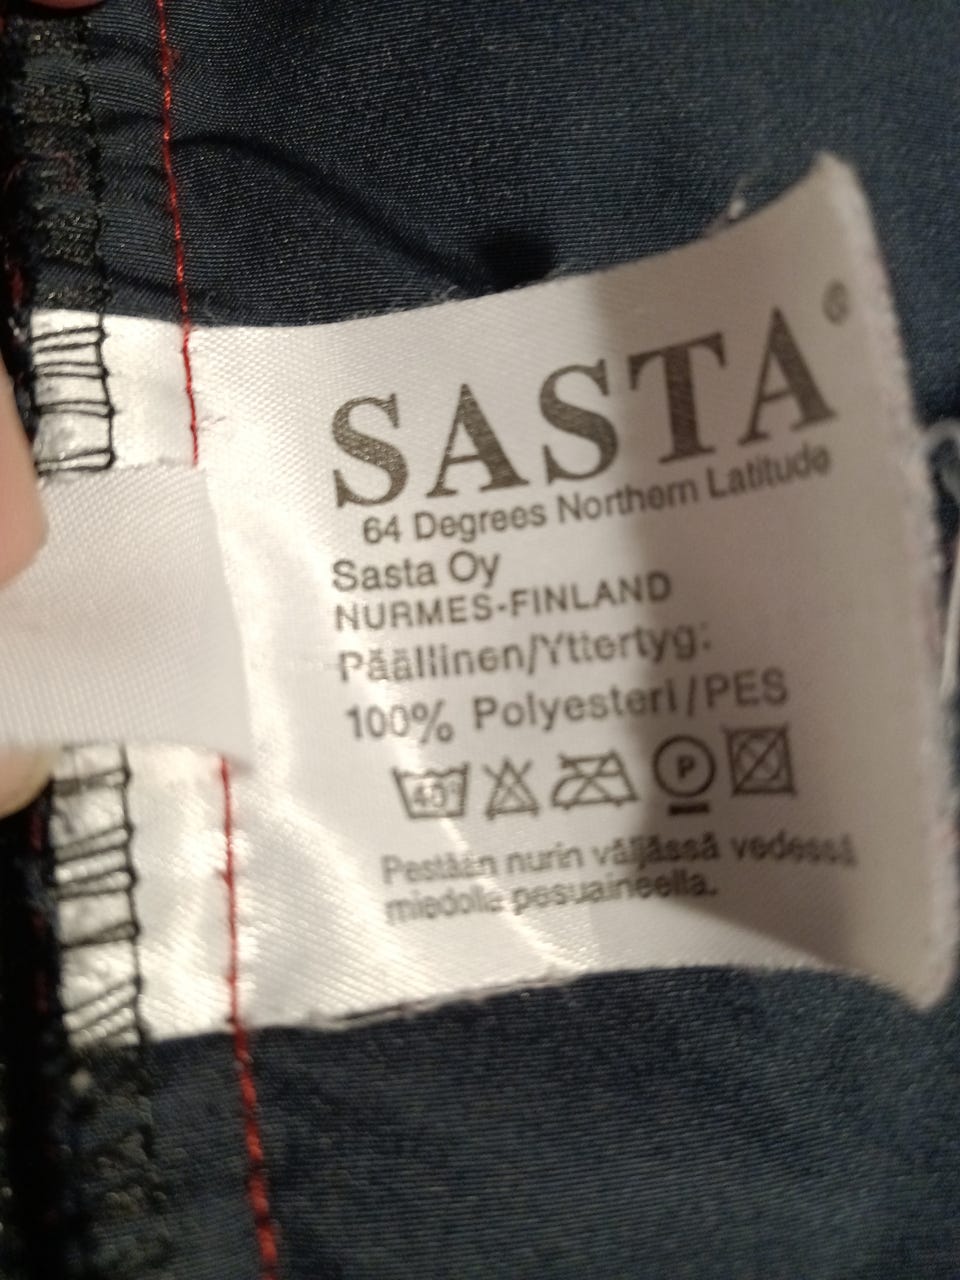 SASTA®
64 Degrees Northern Latitude
Sasta Oy
NURMES-FINLAND
Päällinen/Yttertyg:
100% Polyesteri/PES
40° P
Pestään nurin väljässä vedessä
miedolla pesuaineella.